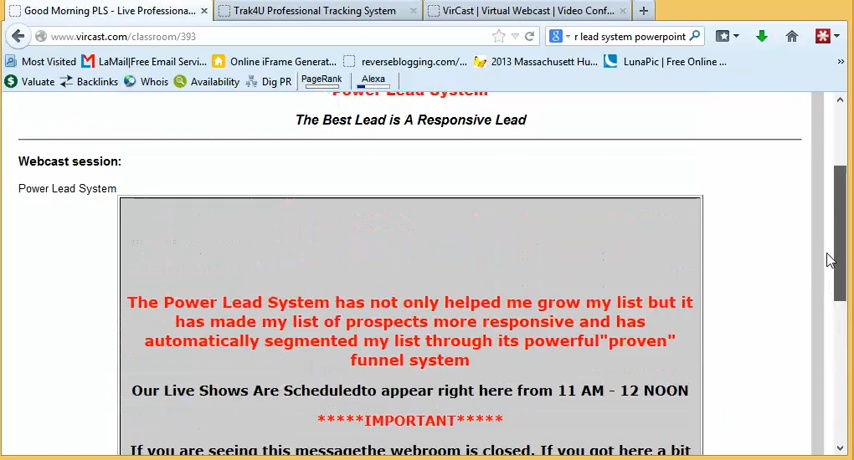 Good Morning PLS - Live Professiona...
Trak4U Professional Tracking System
VirCast | Virtual Webcast | Video Conf...
www.vircast.com/classroom/393
r lead system powerpoint
Most Visited
LaMail|Free Email Servi...
Online iFrame Generat...
reverseblogging.com/...
2013 Massachusett Hu...
LunaPic | Free Online ...
Valuate
Backlinks
Whois
Availability
Dig PR
PageRank
Alexa
Power Lead System
The Best Lead is A Responsive Lead
Webcast session:
Power Lead System
The Power Lead System has not only helped me grow my list but it
has made my list of prospects more responsive and has
automatically segmented my list through its powerful"proven"
funnel system
Our Live Shows Are Scheduledto appear right here from 11 AM - 12 NOON
*****IMPORTANT*****
If you are seeing this messagethe webroom is closed. If you got here a bit